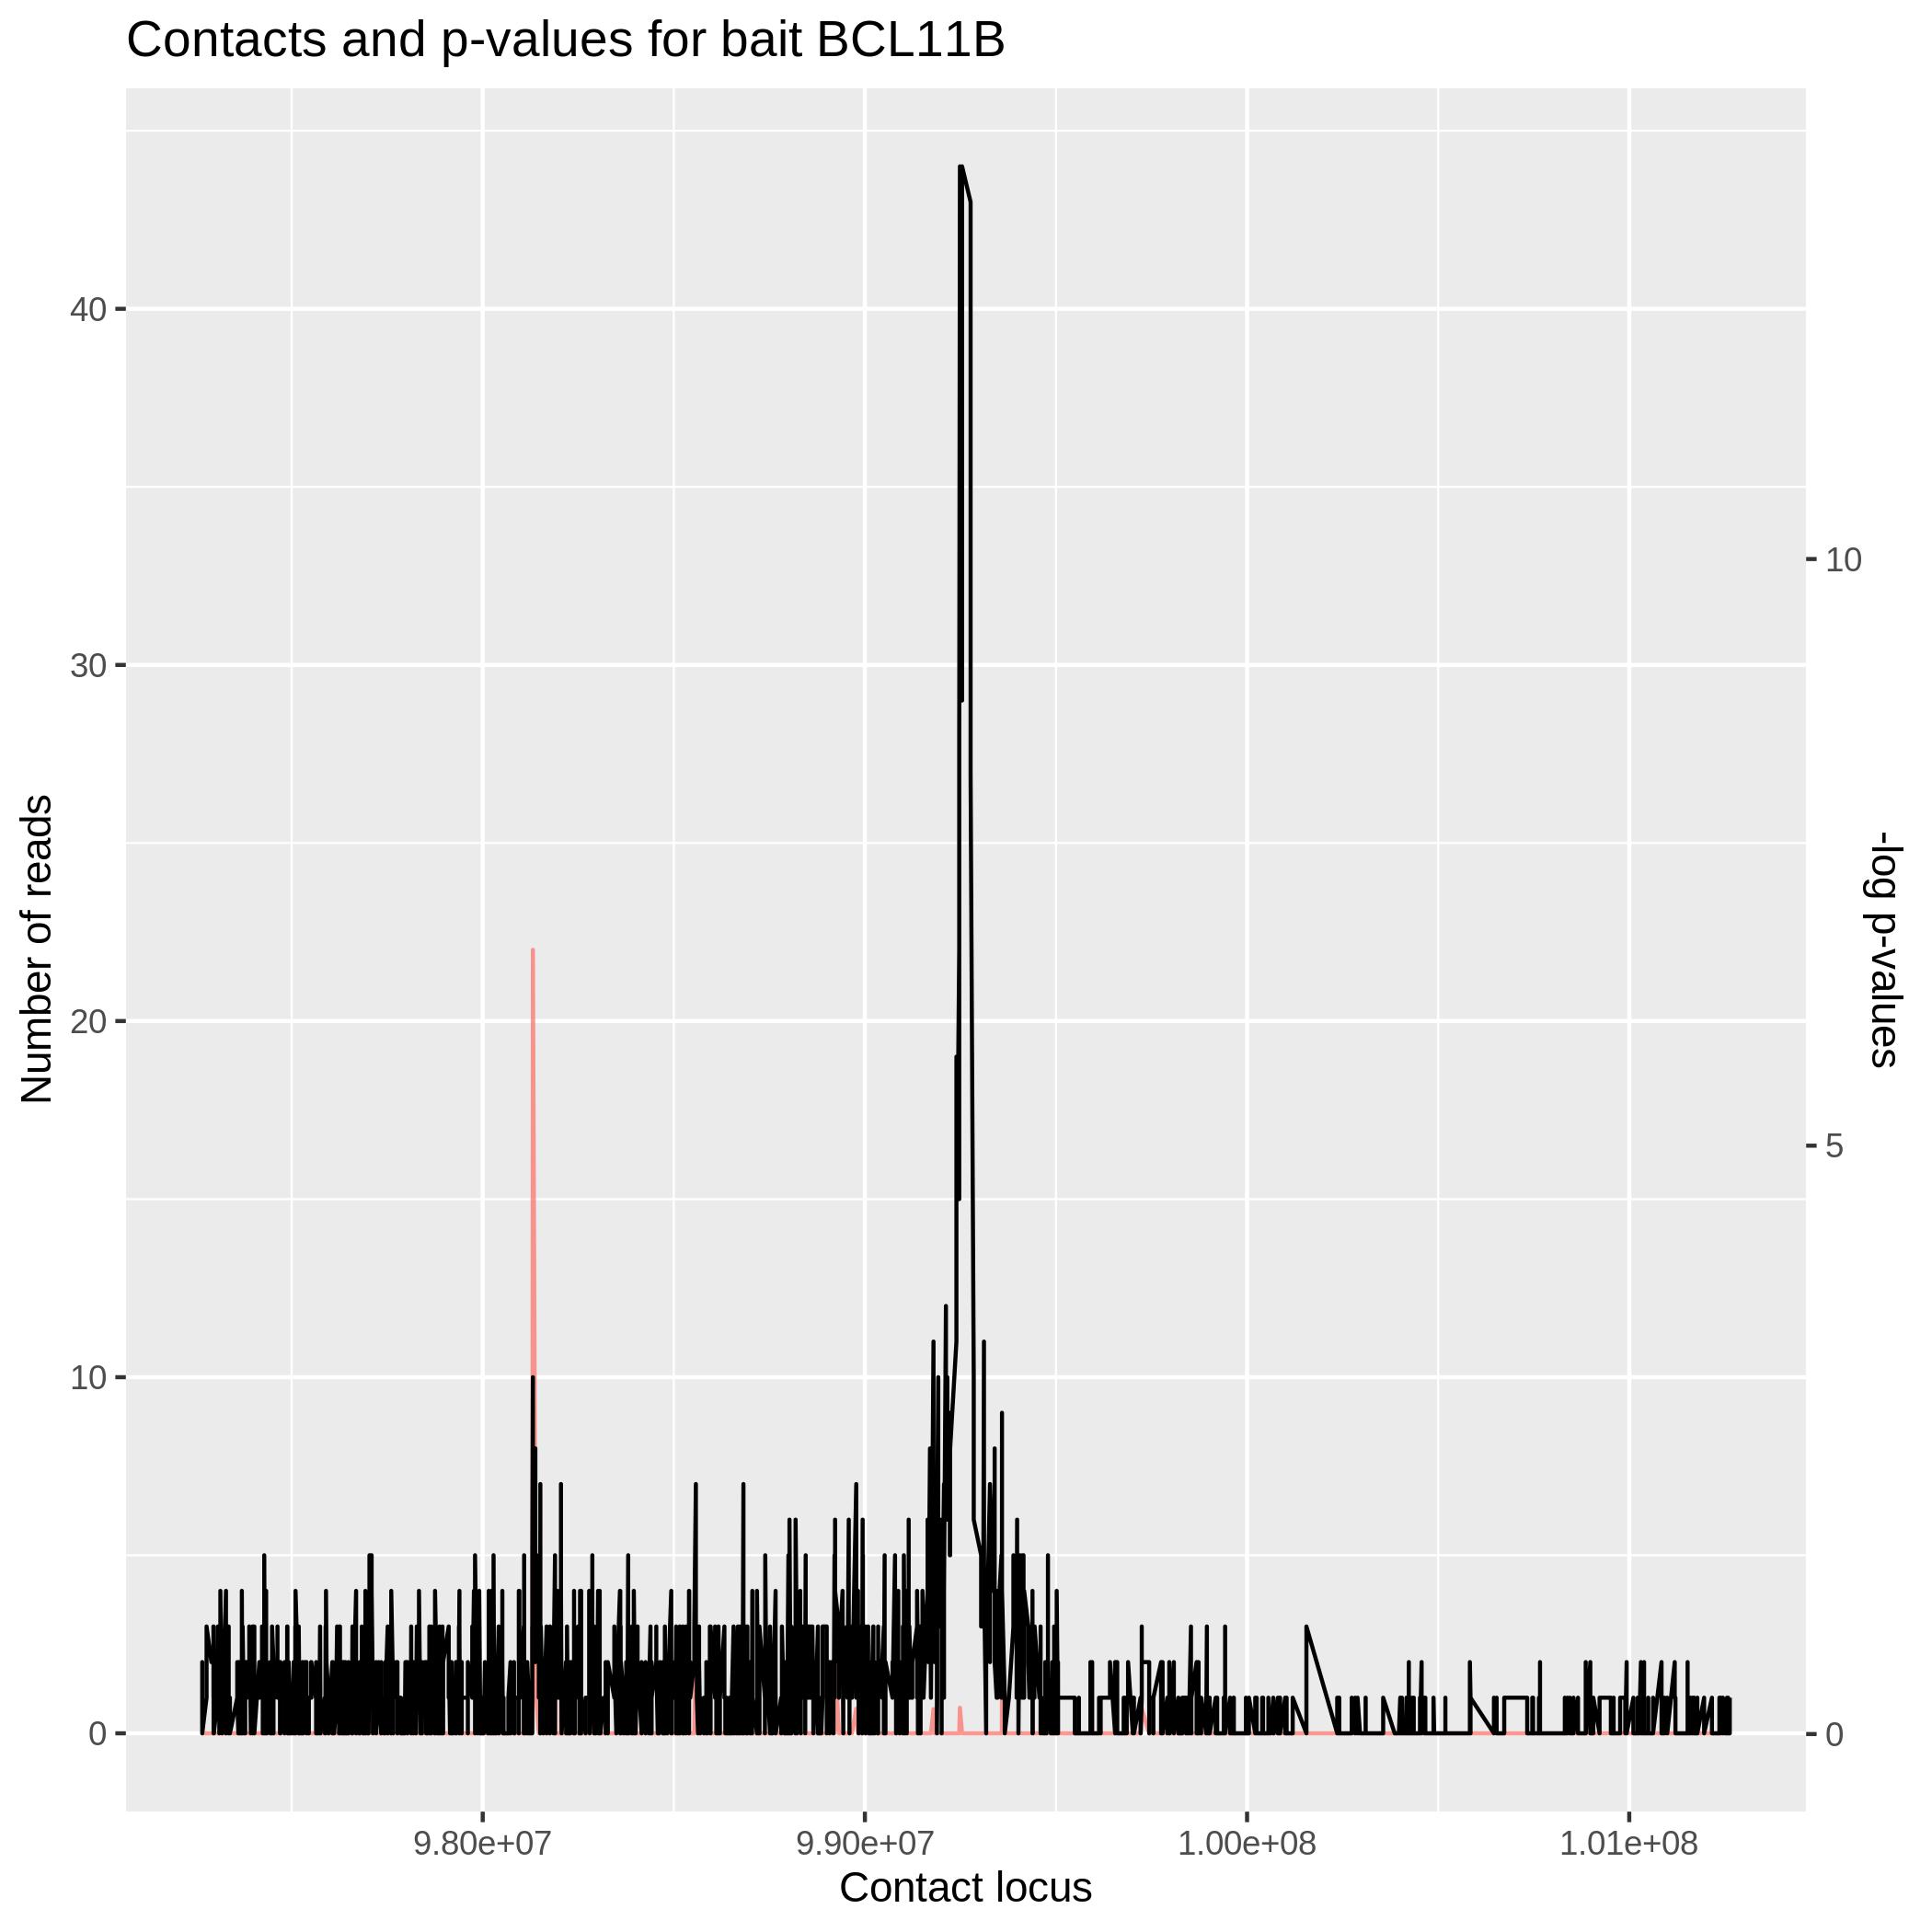 Contacts and p-values for bait BCL11B
40
30
20
10
0
Number of reads
10
5
0
-log p-values
9.80e+07
9.90e+07
1.00e+08
1.01e+08
Contact locus